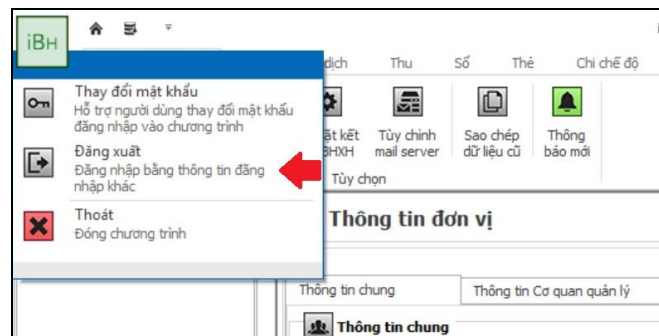 iBH
dịch Thu Sổ Thẻ Chi chế độ
Thay đổi mật khẩu
Hỗ trợ người dùng thay đổi mật khẩu
đăng nhập vào chương trình
Đăng xuất
Đăng nhập bằng thông tin đăng
nhập khác
Thoát
Đóng chương trình
kết Tùy chỉnh Sao chép Thông
BHXH mail server dữ liệu cũ báo mới
Tùy chọn
Thông tin đơn vị
Thông tin chung Thông tin Cơ quan quản lý
Thông tin chung